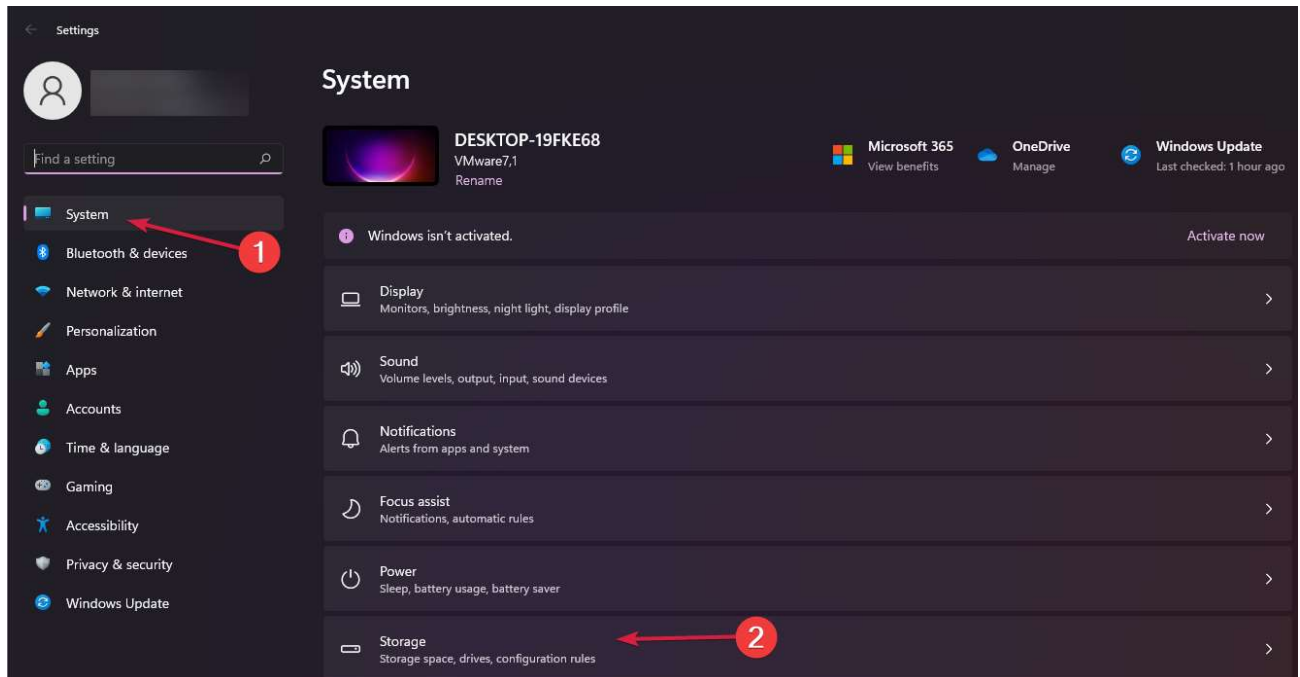 Settings
System
Find a setting
System
1
Bluetooth & devices
Network & internet
Personalization
Apps
Accounts
Time & language
Gaming
Accessibility
Privacy & security
Windows Update
DESKTOP-19FKE68
VMware7,1
Rename
Microsoft 365
View benefits
OneDrive
Manage
Windows Update
Last checked: 1 hour ago
Windows isn't activated.
Activate now
Display
Monitors, brightness, night light, display profile
Sound
Volume levels, output, input, sound devices
Notifications
Alerts from apps and system
Focus assist
Notifications, automatic rules
Power
Sleep, battery usage, battery saver
Storage
2
Storage space, drives, configuration rules